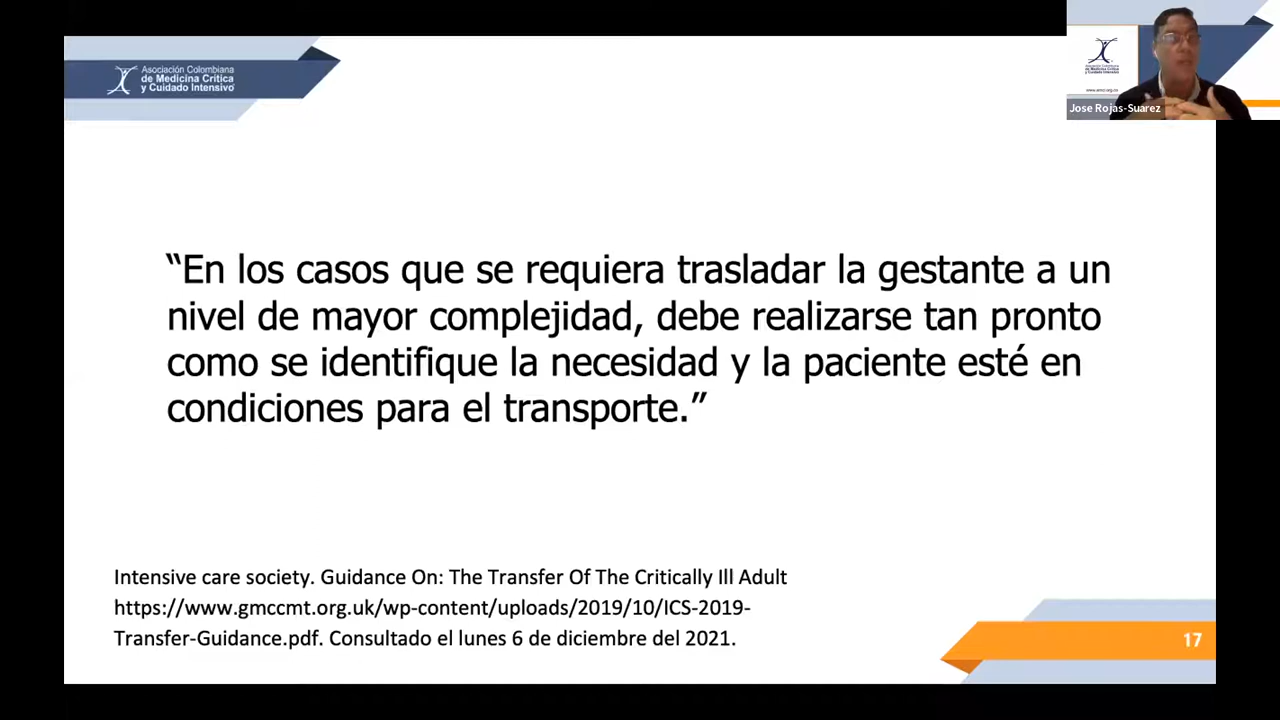 Asociación Colombiana
de Medicina Crítica
y Cuidado Intensivo
Jose Rojas-Suarez
“En los casos que se requiera trasladar la gestante a un
nivel de mayor complejidad, debe realizarse tan pronto
como se identifique la necesidad y la paciente esté en
condiciones para el transporte.”
Intensive care society. Guidance On: The Transfer Of The Critically Ill Adult
https://www.gmccmt.org.uk/wp-content/uploads/2019/10/ICS-2019-
Transfer-Guidance.pdf. Consultado el lunes 6 de diciembre del 2021.
17